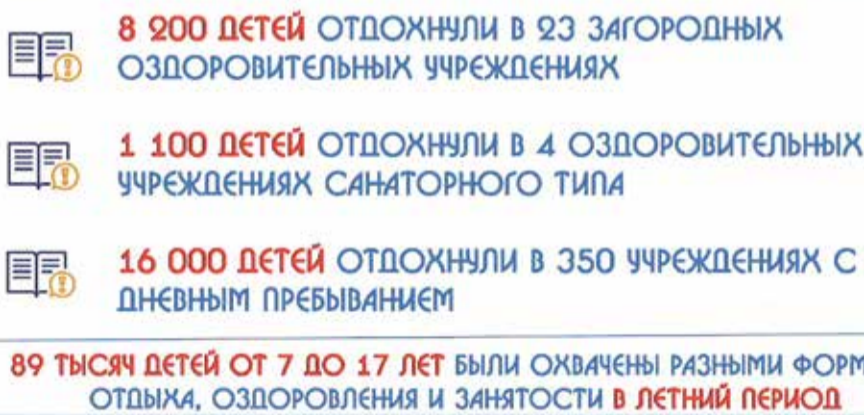 8 200 ДЕТЕЙ ОТДОХНУЛИ В 23 ЗАГОРОДНЫХ
ОЗДОРОВИТЕЛЬНЫХ УЧРЕЖДЕНИЯХ
1 100 ДЕТЕЙ ОТДОХНУЛИ В 4 ОЗДОРОВИТЕЛЬНЫХ
УЧРЕЖДЕНИЯХ САНАТОРНОГО ТИПА
16 000 ДЕТЕЙ ОТДОХНУЛИ В 350 УЧРЕЖДЕНИЯХ С
ДНЕВНЫМ ПРЕБЫВАНИЕМ
89 ТЫСЯЧ ДЕТЕЙ ОТ 7 ДО 17 ЛЕТ БЫЛИ ОХВАЧЕНЫ РАЗНЫМИ ФОРМ
ОТДЫХА, ОЗДОРОВЛЕНИЯ И ЗАНЯТОСТИ В ЛЕТНИЙ ПЕРИОД